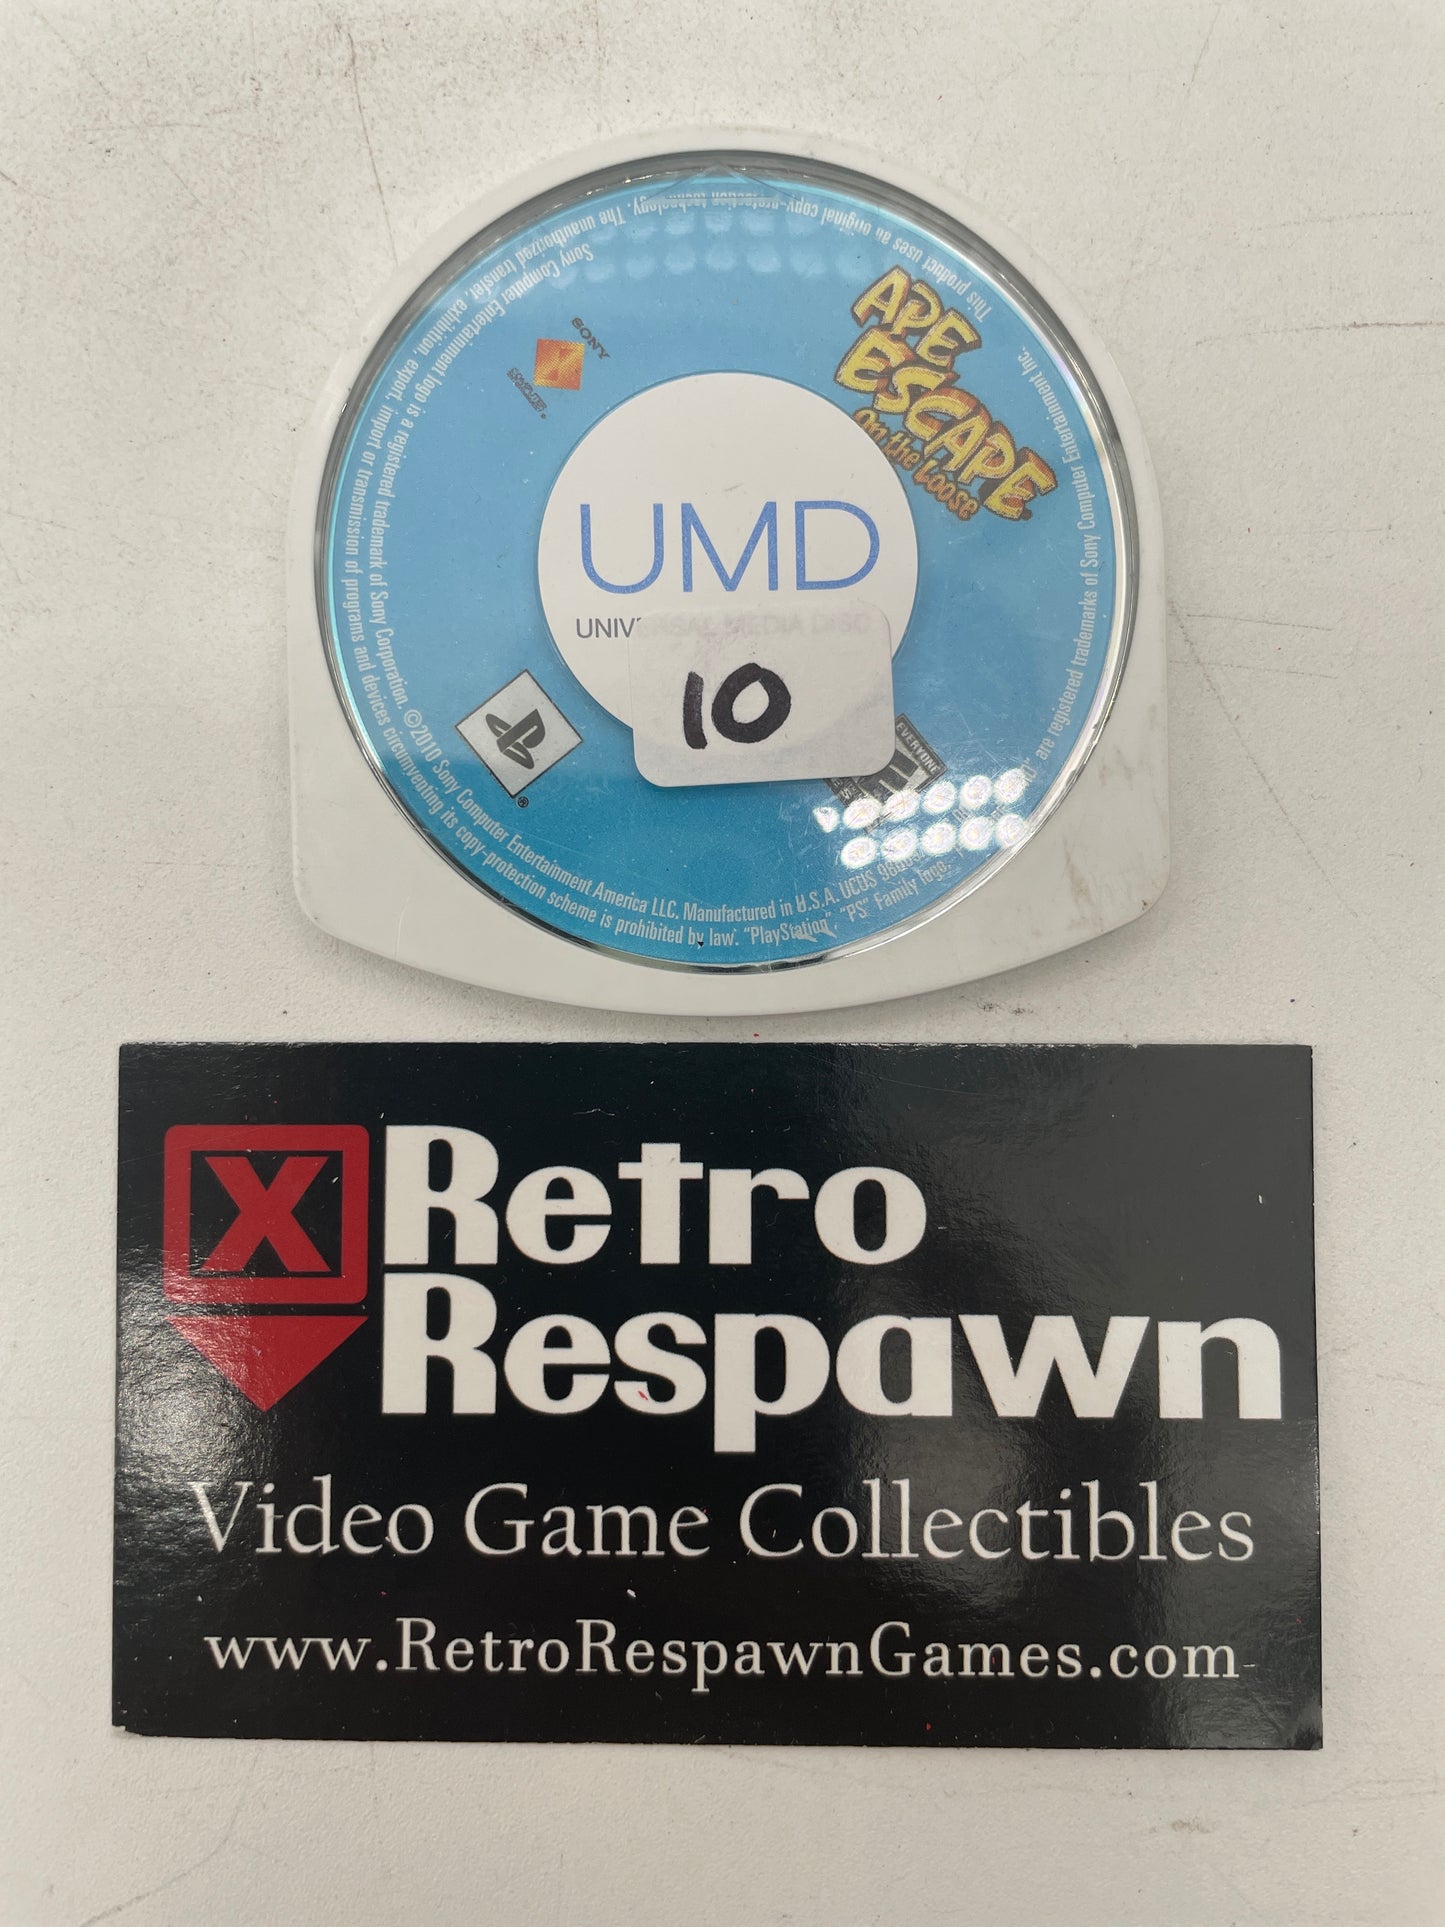 APE
ESCAPE
On the Loose
SONY
UMD
UNIVERSAL MEDIA DISC
10
EVERYONE
E
This product uses an original copy-protection technology. The unauthorized transfer, exhibition, export, import or transmission of programs and devices circumventing its copy-protection scheme is prohibited by law. "PlayStation", "PS" Family logo,
are registered trademarks of Sony Computer Entertainment Inc.
Sony Computer Entertainment logo is a registered trademark of Sony Corporation. ©2010 Sony Computer Entertainment America LLC. Manufactured in U.S.A. UCUS
®
X
Retro
Respawn
Video Game Collectibles
www.RetroRespawnGames.com